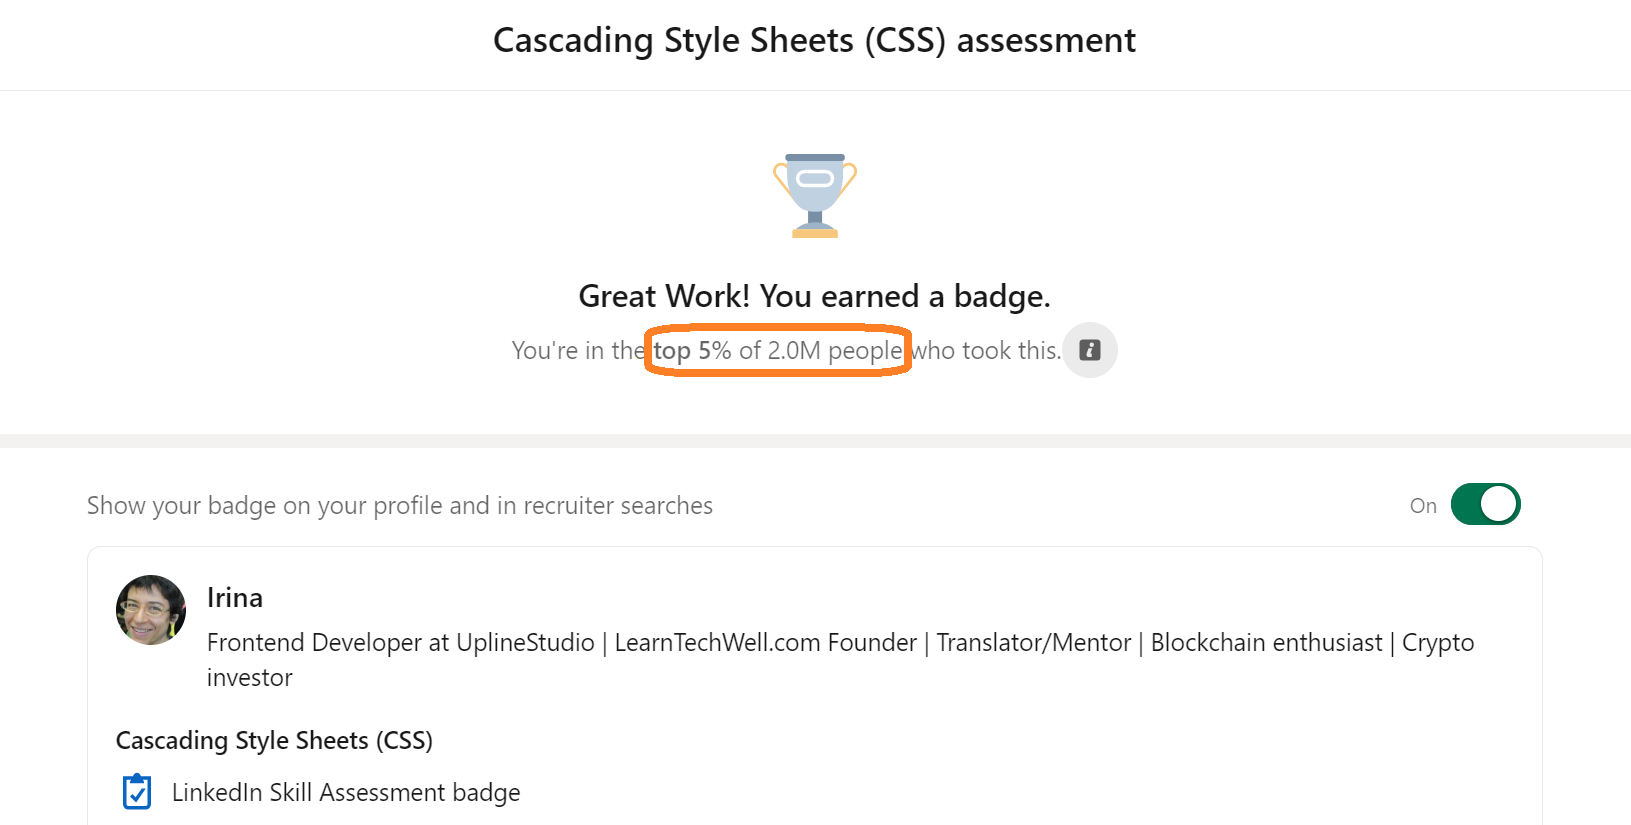 Cascading Style Sheets (CSS) assessment
Great Work! You earned a badge.
You're in the top 5% of 2.0M people who took this.
Show your badge on your profile and in recruiter searches
On
Irina
Frontend Developer at UplineStudio | LearnTechWell.com Founder | Translator/Mentor | Blockchain enthusiast | Crypto
investor
Cascading Style Sheets (CSS)
LinkedIn Skill Assessment badge